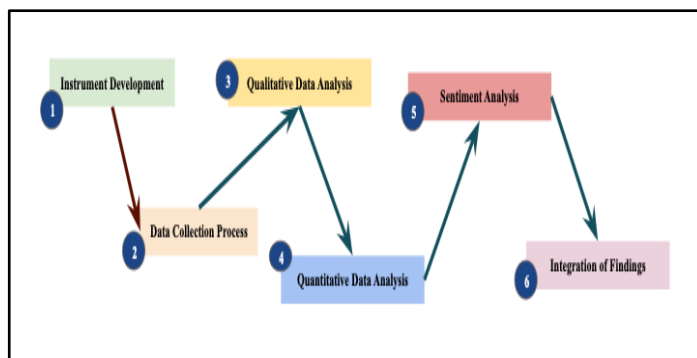 1
Instrument Development
2
Data Collection Process
3
Qualitative Data Analysis
4
Quantitative Data Analysis
5
Sentiment Analysis
6
Integration of Findings